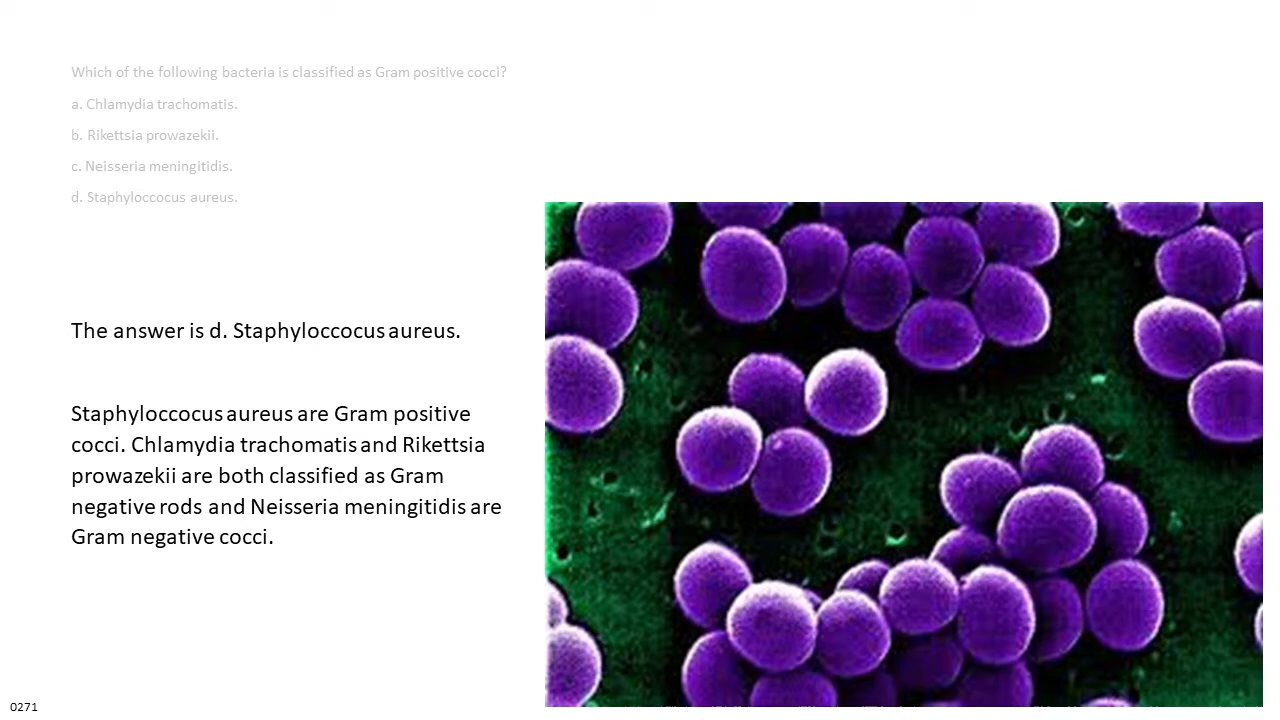 Which of the following bacteria is classified as Gram positive cocci?
a. Chlamydia trachomatis.
b. Rikettsia prowazekii.
c. Neisseria meningitidis.
d. Staphyloccocus aureus.
The answer is d. Staphyloccocus aureus.
Staphyloccocus aureus are Gram positive
cocci. Chlamydia trachomatis and Rikettsia
prowazekii are both classified as Gram
negative rods and Neisseria meningitidis are
Gram negative cocci.
0271